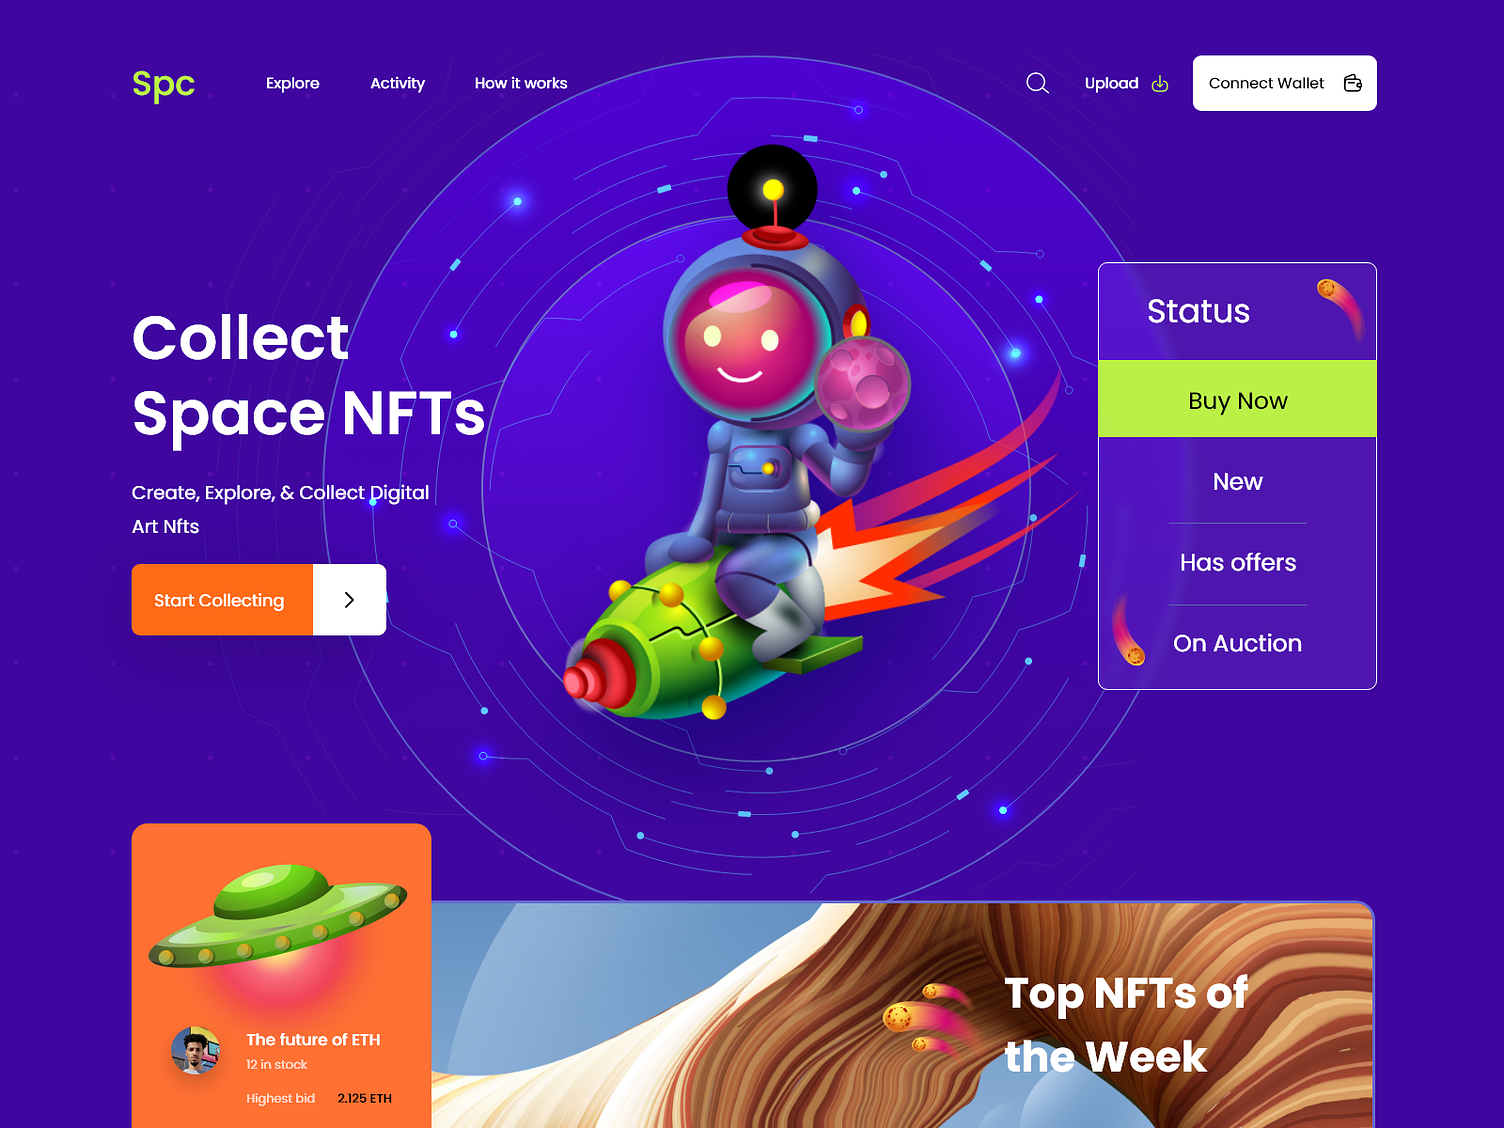 Spc
Explore
Activity
How it works
Upload
Connect Wallet
Collect
Space NFTs
Create, Explore, & Collect Digital
Art Nfts
Start Collecting
Status
Buy Now
New
Has offers
On Auction
The future of ETH
12 in stock
Highest bid 2.125 ETH
Top NFTs of
the Week